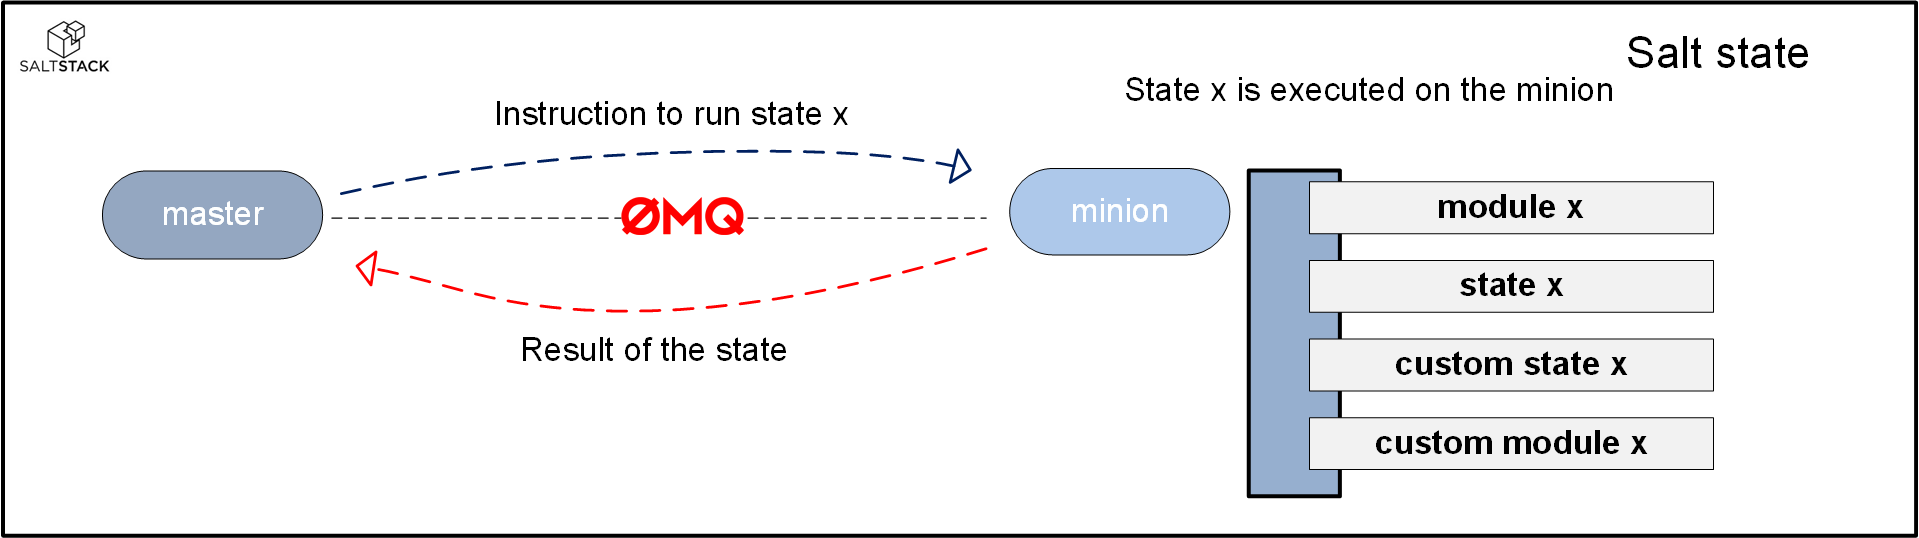 SALTSTACK
Salt state
State x is executed on the minion
Instruction to run state x
master
ØMQ
minion
module x
state x
custom state x
custom module x
Result of the state